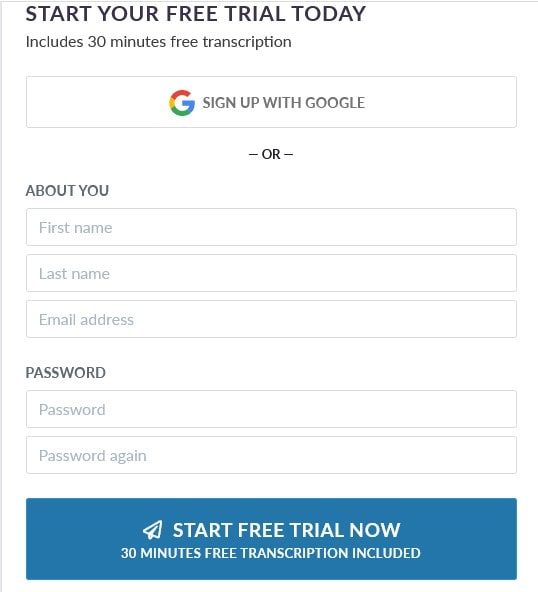 START YOUR FREE TRIAL TODAY
Includes 30 minutes free transcription
SIGN UP WITH GOOGLE
— OR —
ABOUT YOU
First name
Last name
Email address
PASSWORD
Password
Password again
START FREE TRIAL NOW
30 MINUTES FREE TRANSCRIPTION INCLUDED